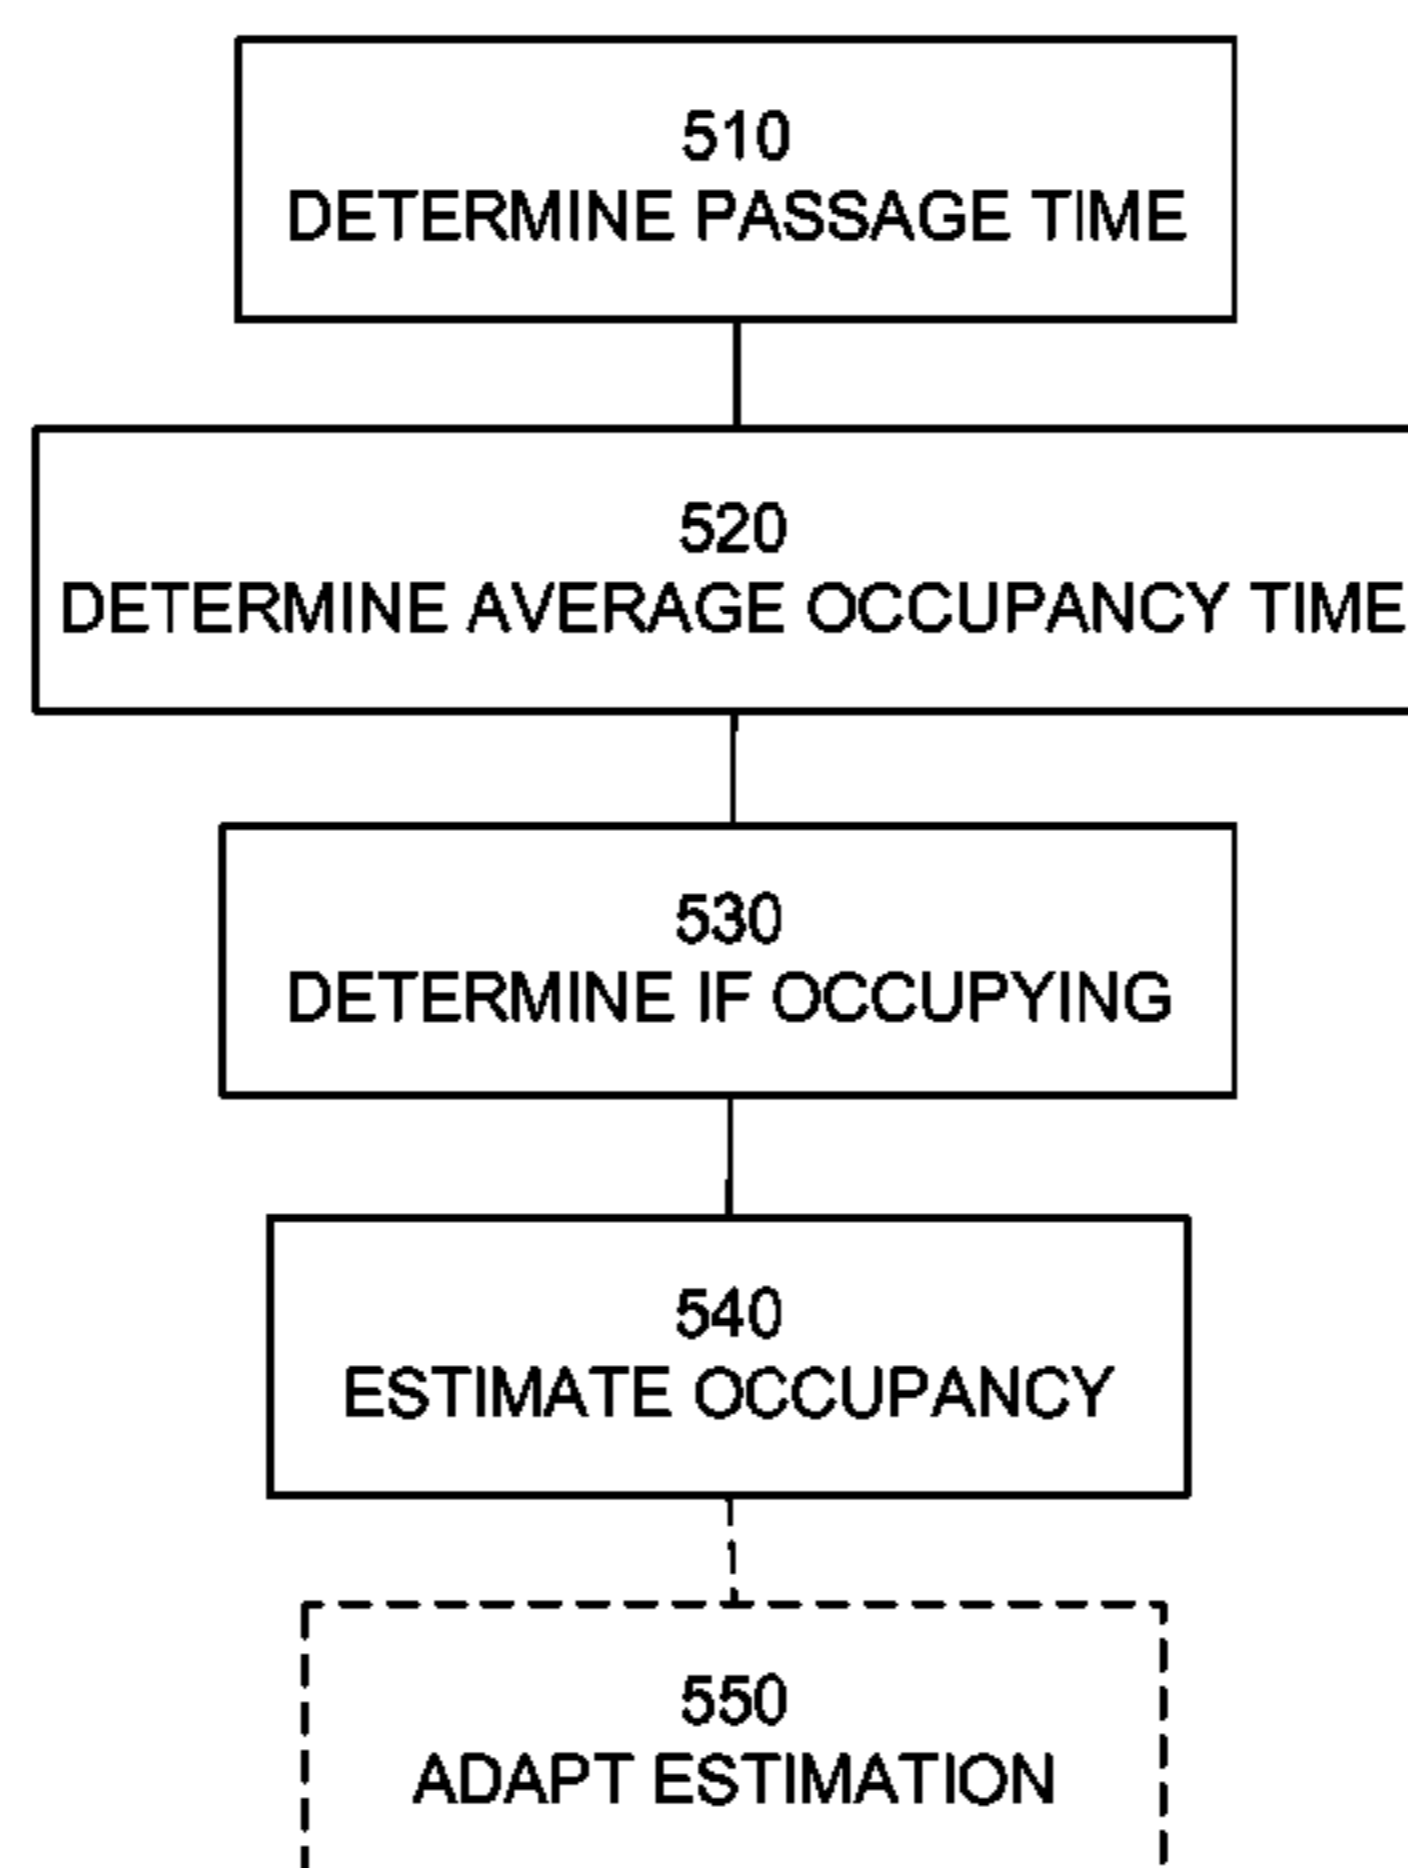 510
DETERMINE PASSAGE TIME
520
DETERMINE AVERAGE OCCUPANCY TIME
530
DETERMINE IF OCCUPYING
540
ESTIMATE OCCUPANCY
550
ADAPT ESTIMATION